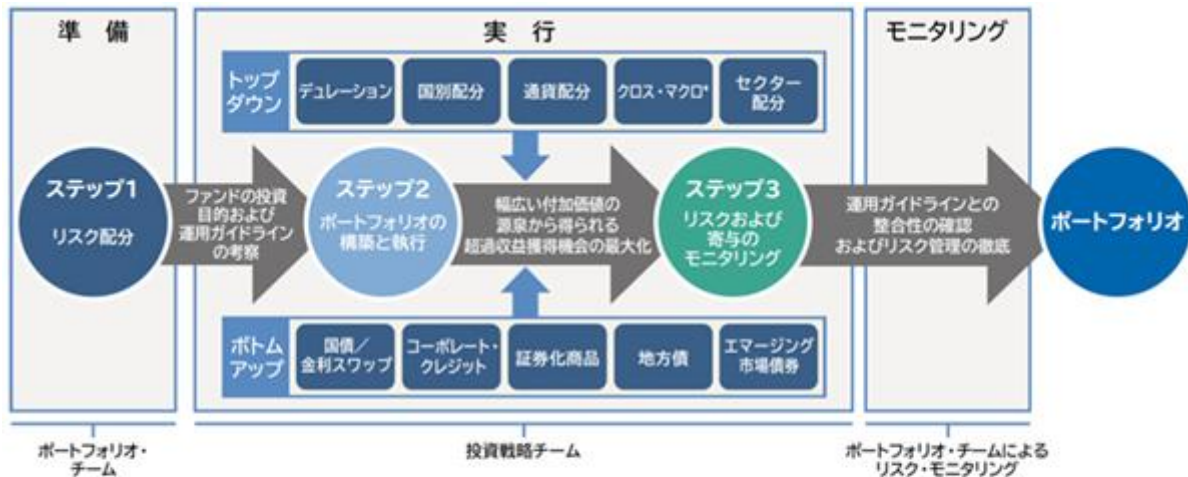 準 備
実 行
モニタリング
トップ
ダウン
デュレーション
国別配分
通貨配分
クロス・マクロ*
セクター
配分
ステップ1
リスク配分
ファンドの投資
目的および
運用ガイドライン
の考察
ステップ2
ポートフォリオの
構築と執行
幅広い付加価値の
源泉から得られる
超過収益獲得機会の最大化
ステップ3
リスクおよび
寄与の
モニタリング
運用ガイドラインとの
整合性の確認
およびリスク管理の徹底
ポートフォリオ
ボトム
アップ
国債／
金利スワップ
コーポレート・
クレジット
証券化商品
地方債
エマージング
市場債券
ポートフォリオ・
チーム
投資戦略チーム
ポートフォリオ・チームによる
リスク・モニタリング